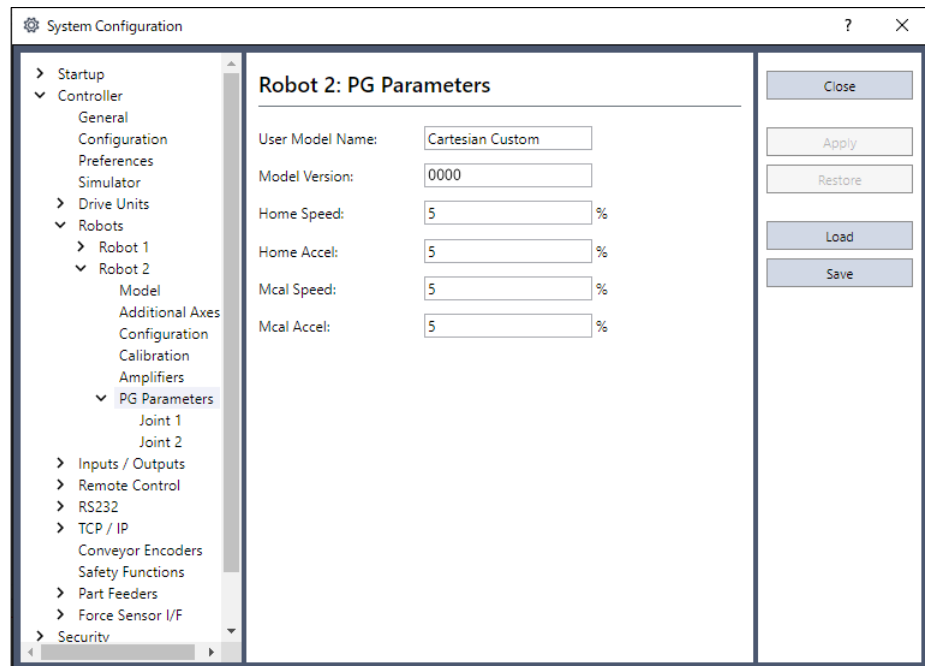 System Configuration
?
Startup
Controller
General
Configuration
Preferences
Simulator
Drive Units
Robots
Robot 1
Robot 2
Model
Additional Axes
Configuration
Calibration
Amplifiers
PG Parameters
Joint 1
Joint 2
Inputs / Outputs
Remote Control
RS232
TCP / IP
Conveyor Encoders
Safety Functions
Part Feeders
Force Sensor I/F
Security
Robot 2: PG Parameters
User Model Name: Cartesian Custom
Model Version: 0000
Home Speed: 5 %
Home Accel: 5 %
Mcal Speed: 5 %
Mcal Accel: 5 %
Close
Apply
Restore
Load
Save